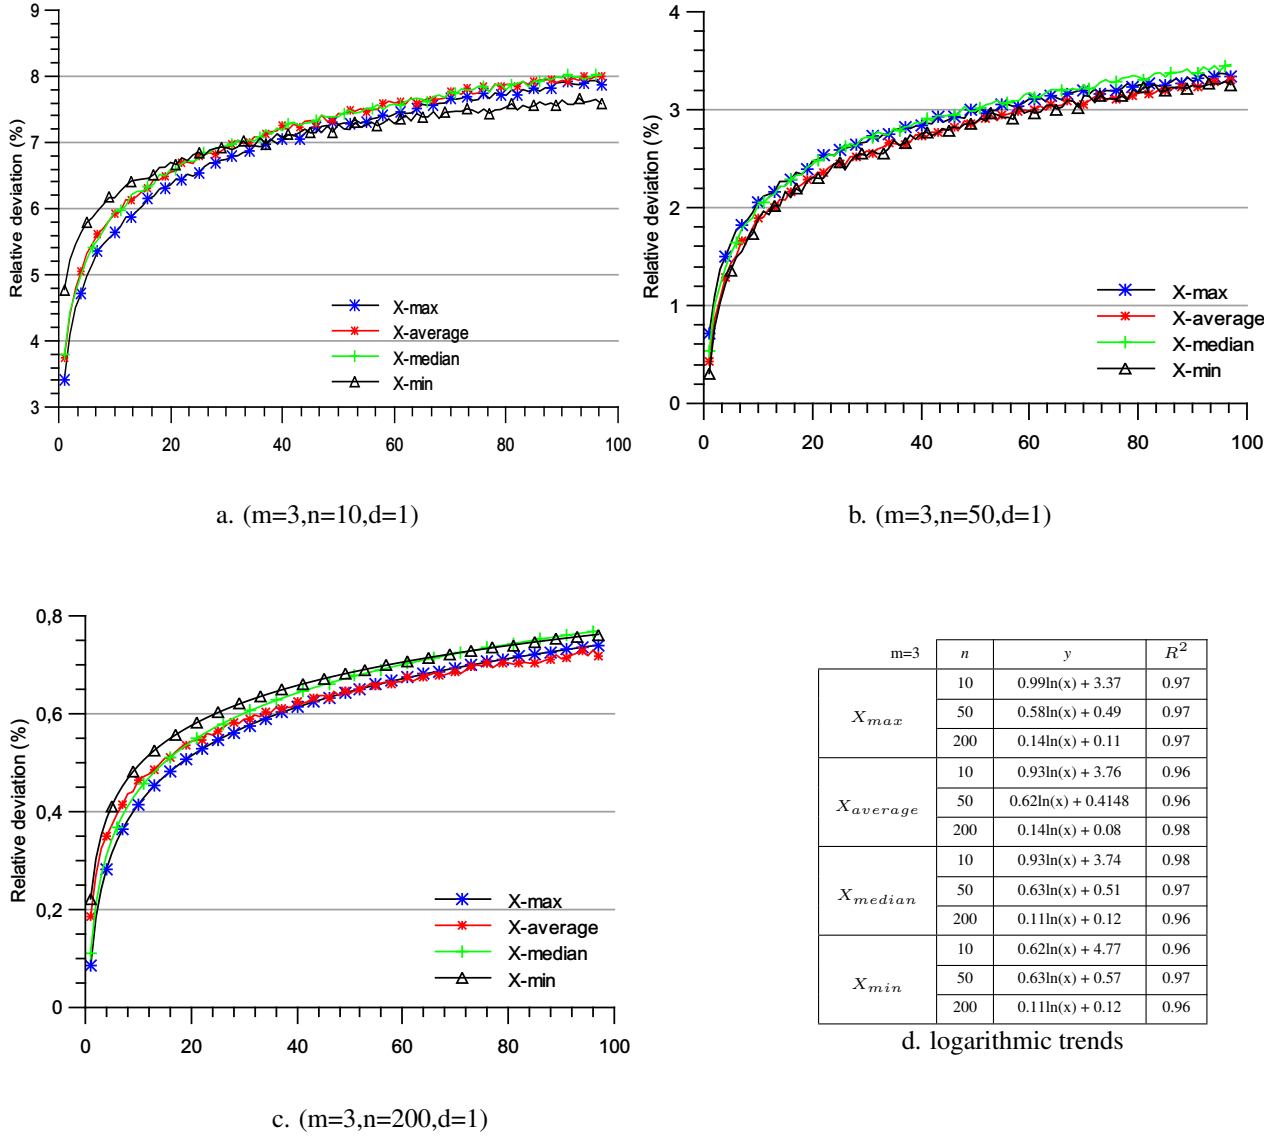 9
8
7
6
5
4
3
Relative deviation (%)
X-max
X-average
X-median
X-min
0 20 40 60 80 100
a. (m=3,n=10,d=1)
4
3
2
1
0
Relative deviation (%)
X-max
X-average
X-median
X-min
0 20 40 60 80 100
b. (m=3,n=50,d=1)
0,8
0,6
0,4
0,2
0
Relative deviation (%)
X-max
X-average
X-median
X-min
0 20 40 60 80 100
c. (m=3,n=200,d=1)
m=3 n y R²
X_max 10 0.99ln(x) + 3.37 0.97
50 0.58ln(x) + 0.49 0.97
200 0.14ln(x) + 0.11 0.97
X_average 10 0.93ln(x) + 3.76 0.96
50 0.62ln(x) + 0.4148 0.96
200 0.14ln(x) + 0.08 0.98
X_median 10 0.93ln(x) + 3.74 0.98
50 0.63ln(x) + 0.51 0.97
200 0.11ln(x) + 0.12 0.96
X_min 10 0.62ln(x) + 4.77 0.96
50 0.63ln(x) + 0.57 0.97
200 0.11ln(x) + 0.12 0.96
d. logarithmic trends